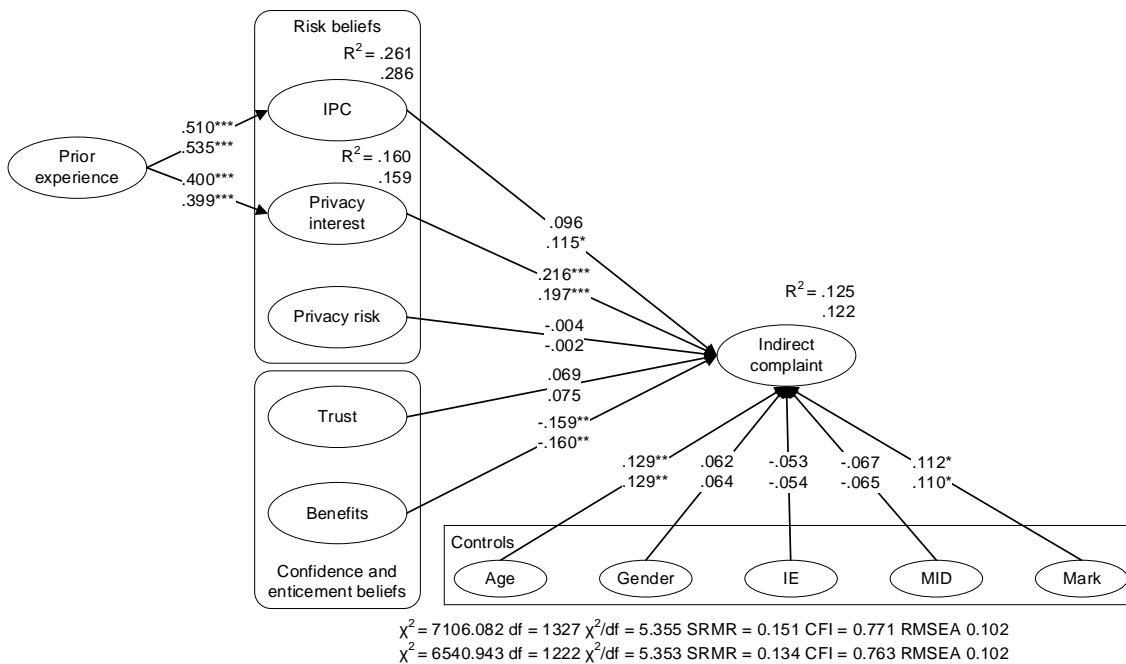 Risk beliefs
R² = .261
.286
IPC
.510***
.535***
Prior
experience
.400***
.399***
R² = .160
.159
Privacy
interest
.096
.115*
.216***
.197***
Privacy risk
-.004
-.002
R² = .125
.122
Indirect
complaint
Trust
.069
.075
-.159**
-.160**
Benefits
Confidence and
enticement beliefs
.129**
.129**
.062
.064
-.053
-.054
-.067
-.065
.112*
.110*
Controls
Age
Gender
IE
MID
Mark
χ² = 7106.082 df = 1327 χ²/df = 5.355 SRMR = 0.151 CFI = 0.771 RMSEA 0.102
χ² = 6540.943 df = 1222 χ²/df = 5.353 SRMR = 0.134 CFI = 0.763 RMSEA 0.102